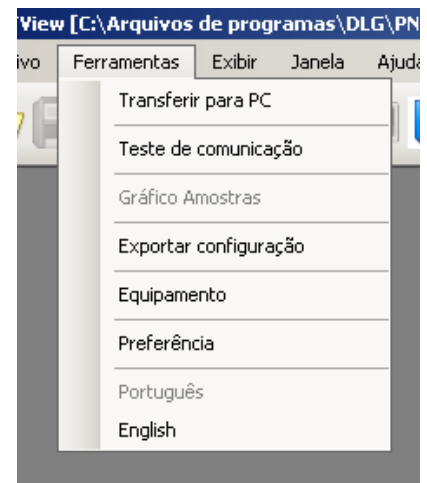 View [C:\Arquivos de programas\DLG\PN
ivo Ferramentas Exibir Janela Ajuda
Transferir para PC
Teste de comunicação
Gráfico Amostras
Exportar configuração
Equipamento
Preferência
Português
English